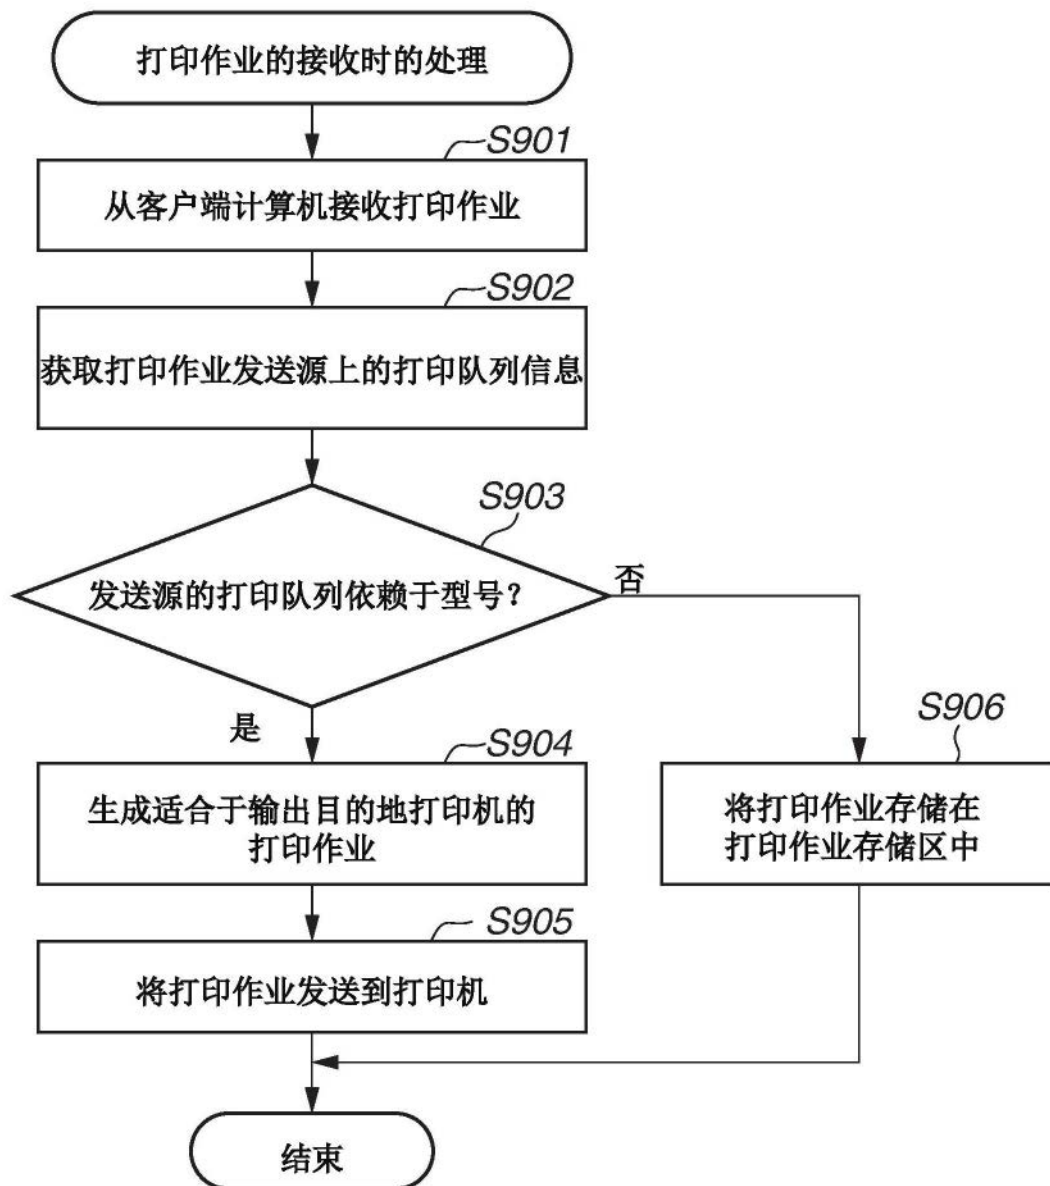 打印作业的接收时的处理
S901
从客户端计算机接收打印作业
S902
获取打印作业发送源上的打印队列信息
S903
发送源的打印队列依赖于型号？
否
是
S904
生成适合于输出目的地打印机的
打印作业
S906
将打印作业存储在
打印作业存储区中
S905
将打印作业发送到打印机
结束